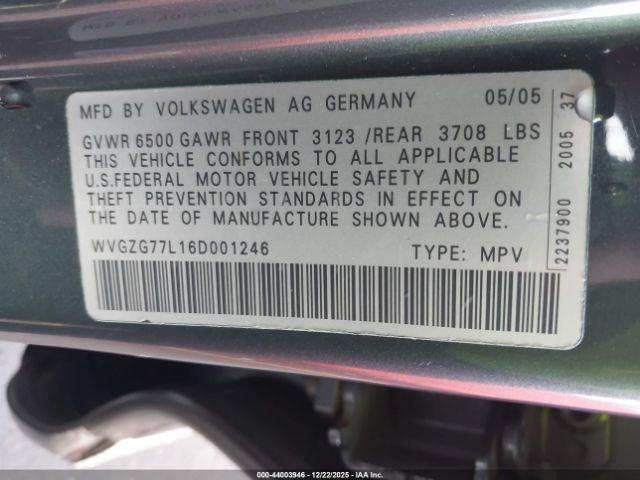 MFD BY VOLKSWAGEN AG GERMANY 05/05
GVWR 6500 GAWR FRONT 3123 /REAR 3708 LBS
THIS VEHICLE CONFORMS TO ALL APPLICABLE
U.S.FEDERAL MOTOR VEHICLE SAFETY AND
THEFT PREVENTION STANDARDS IN EFFECT ON
THE DATE OF MANUFACTURE SHOWN ABOVE.
WVGZG77L16D001246 TYPE: MPV
2237900 2005 37
000-44003946 - 12/22/2025 - IAA Inc.